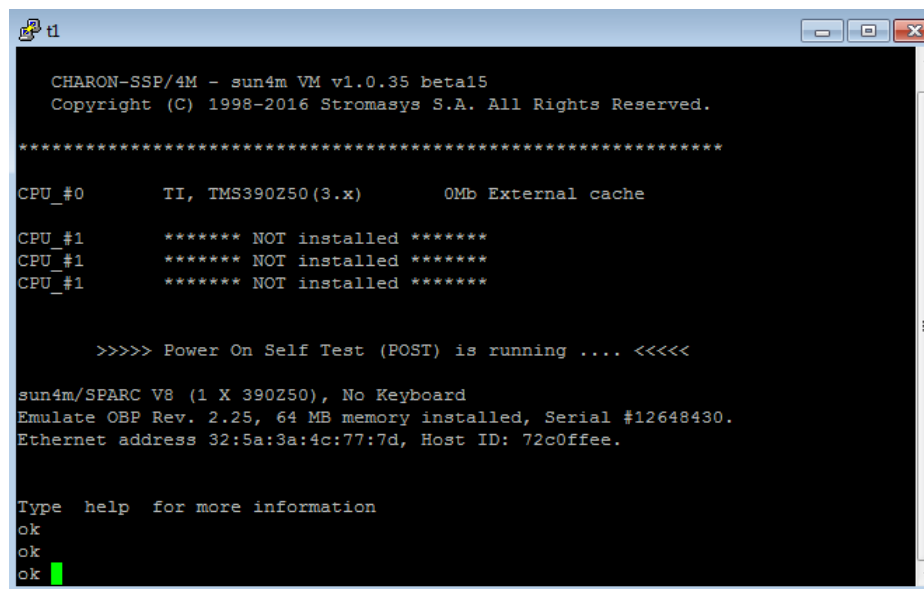 t1
CHARON-SSP/4M - sun4m VM v1.0.35 beta15
Copyright (C) 1998-2016 Stromasys S.A. All Rights Reserved.
****************************************************************
CPU_#0 TI, TMS390Z50(3.x) 0Mb External cache
CPU_#1 ******* NOT installed *******
CPU_#1 ******* NOT installed *******
CPU_#1 ******* NOT installed *******
>>>>> Power On Self Test (POST) is running .... <<<<<
sun4m/SPARC V8 (1 X 390Z50), No Keyboard
Emulate OBP Rev. 2.25, 64 MB memory installed, Serial #12648430.
Ethernet address 32:5a:3a:4c:77:7d, Host ID: 72c0ffee.
Type help for more information
ok
ok
ok